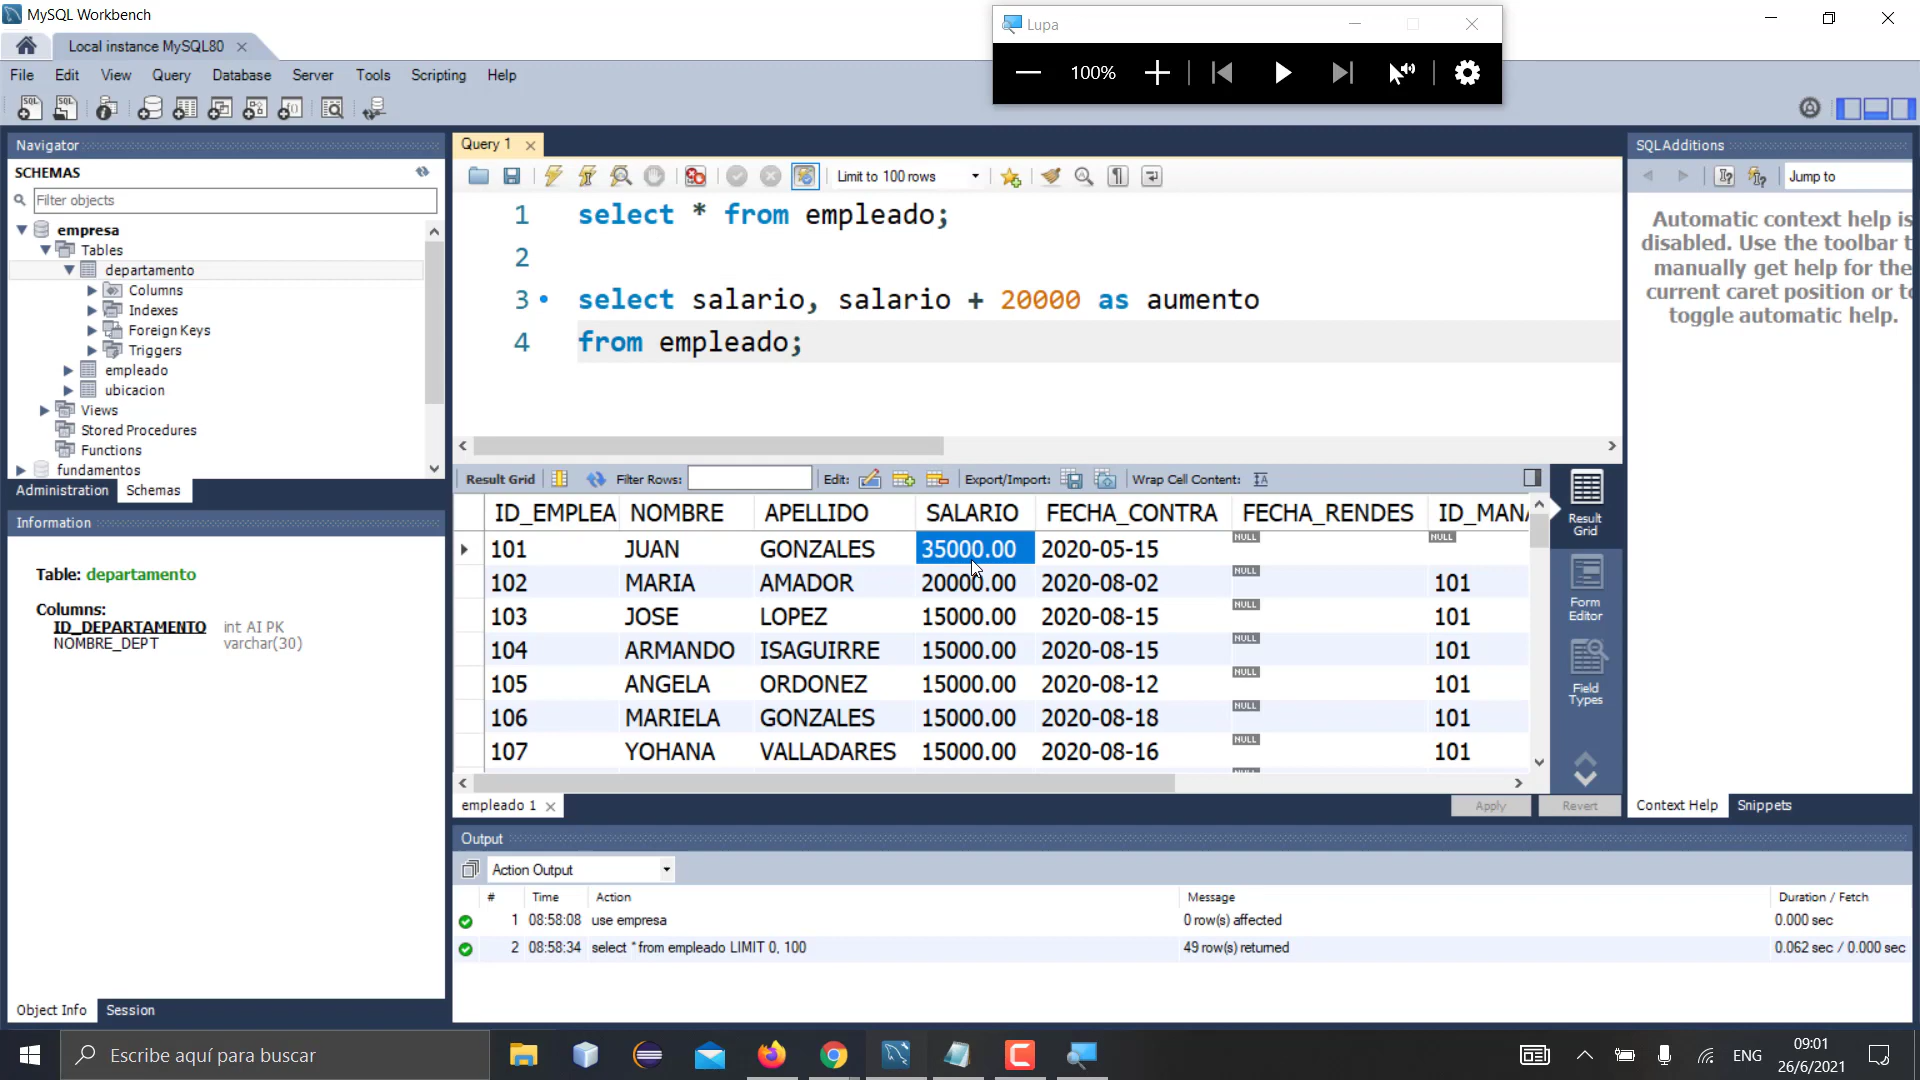 MySQL Workbench
Lupa
Local instance MySQL80
File Edit View Query Database Server Tools Scripting Help
100%
Navigator
Query 1
SQLAdditions
SCHEMAS
Limit to 100 rows
Jump to
Filter objects
1 select * from empleado;
2
3 select salario, salario + 20000 as aumento
4 from empleado;
empresa
Tables
departamento
Columns
Indexes
Foreign Keys
Triggers
empleado
ubicacion
Views
Stored Procedures
Functions
fundamentos
Automatic context help is
disabled. Use the toolbar t
manually get help for the
current caret position or to
toggle automatic help.
Administration Schemas
Result Grid Filter Rows: Edit: Export/Import: Wrap Cell Content:
ID_EMPLEA NOMBRE APELLIDO SALARIO FECHA_CONTRA FECHA_RENDES ID_MANA
101 JUAN GONZALES 35000.00 2020-05-15 NULL NULL
102 MARIA AMADOR 20000.00 2020-08-02 NULL 101
103 JOSE LOPEZ 15000.00 2020-08-15 NULL 101
104 ARMANDO ISAGUIRRE 15000.00 2020-08-15 NULL 101
105 ANGELA ORDONEZ 15000.00 2020-08-12 NULL 101
106 MARIELA GONZALES 15000.00 2020-08-18 NULL 101
107 YOHANA VALLADARES 15000.00 2020-08-16 NULL 101
Result
Grid
Form
Editor
Field
Types
Information
Table: departamento
Columns:
ID_DEPARTAMENTO int AI PK
NOMBRE_DEPT varchar(30)
empleado 1
Apply Revert
Context Help Snippets
Output
Action Output
# Time Action Message Duration / Fetch
1 08:58:08 use empresa 0 row(s) affected 0.000 sec
2 08:58:34 select * from empleado LIMIT 0, 100 49 row(s) returned 0.062 sec / 0.000 sec
Object Info Session
Escribe aquí para buscar
ENG
09:01
26/6/2021